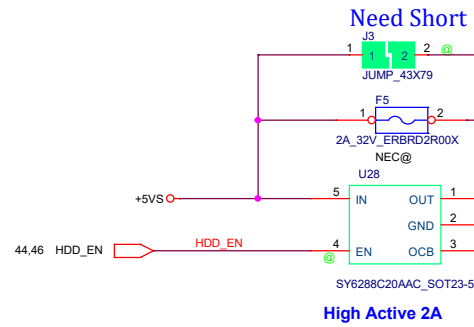 Need Short
J3
1 1 2 2 @
JUMP_43X79
F5
1 2
2A_32V_ERBRD2R00X
NEC@
U28
+5VS 5 IN OUT 1
GND 2
44,46 HDD_EN HDD_EN 4 EN OCB 3
@
SY6288C20AAC_SOT23-5
High Active 2A